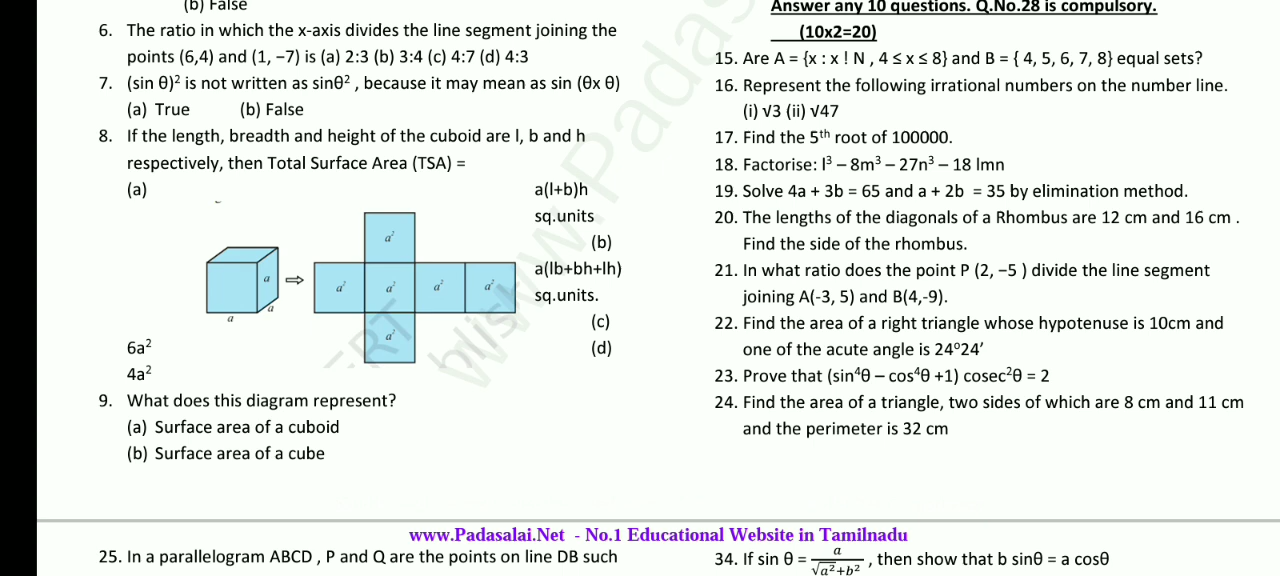 (b) False
6. The ratio in which the x-axis divides the line segment joining the
points (6,4) and (1, −7) is (a) 2:3 (b) 3:4 (c) 4:7 (d) 4:3
7. (sin θ)² is not written as sinθ² , because it may mean as sin (θx θ)
(a) True (b) False
8. If the length, breadth and height of the cuboid are l, b and h
respectively, then Total Surface Area (TSA) =
(a) a(l+b)h
sq.units
(b)
a(lb+bh+lh)
sq.units.
(c)
6a² (d)
4a²
a
a
a
⇒
a²
a² a² a² a²
a²
9. What does this diagram represent?
(a) Surface area of a cuboid
(b) Surface area of a cube
Answer any 10 questions. Q.No.28 is compulsory.
(10x2=20)
15. Are A = {x : x ! N , 4 ≤ x ≤ 8} and B = { 4, 5, 6, 7, 8} equal sets?
16. Represent the following irrational numbers on the number line.
(i) √3 (ii) √47
17. Find the 5th root of 100000.
18. Factorise: l³ – 8m³ – 27n³ – 18 lmn
19. Solve 4a + 3b = 65 and a + 2b = 35 by elimination method.
20. The lengths of the diagonals of a Rhombus are 12 cm and 16 cm .
Find the side of the rhombus.
21. In what ratio does the point P (2, −5 ) divide the line segment
joining A(-3, 5) and B(4,-9).
22. Find the area of a right triangle whose hypotenuse is 10cm and
one of the acute angle is 24⁰24′
23. Prove that (sin⁴θ – cos⁴θ +1) cosec²θ = 2
24. Find the area of a triangle, two sides of which are 8 cm and 11 cm
and the perimeter is 32 cm
www.Padasalai.Net - No.1 Educational Website in Tamilnadu
25. In a parallelogram ABCD , P and Q are the points on line DB such
34. If sin θ = a/√a²+b² , then show that b sinθ = a cosθ